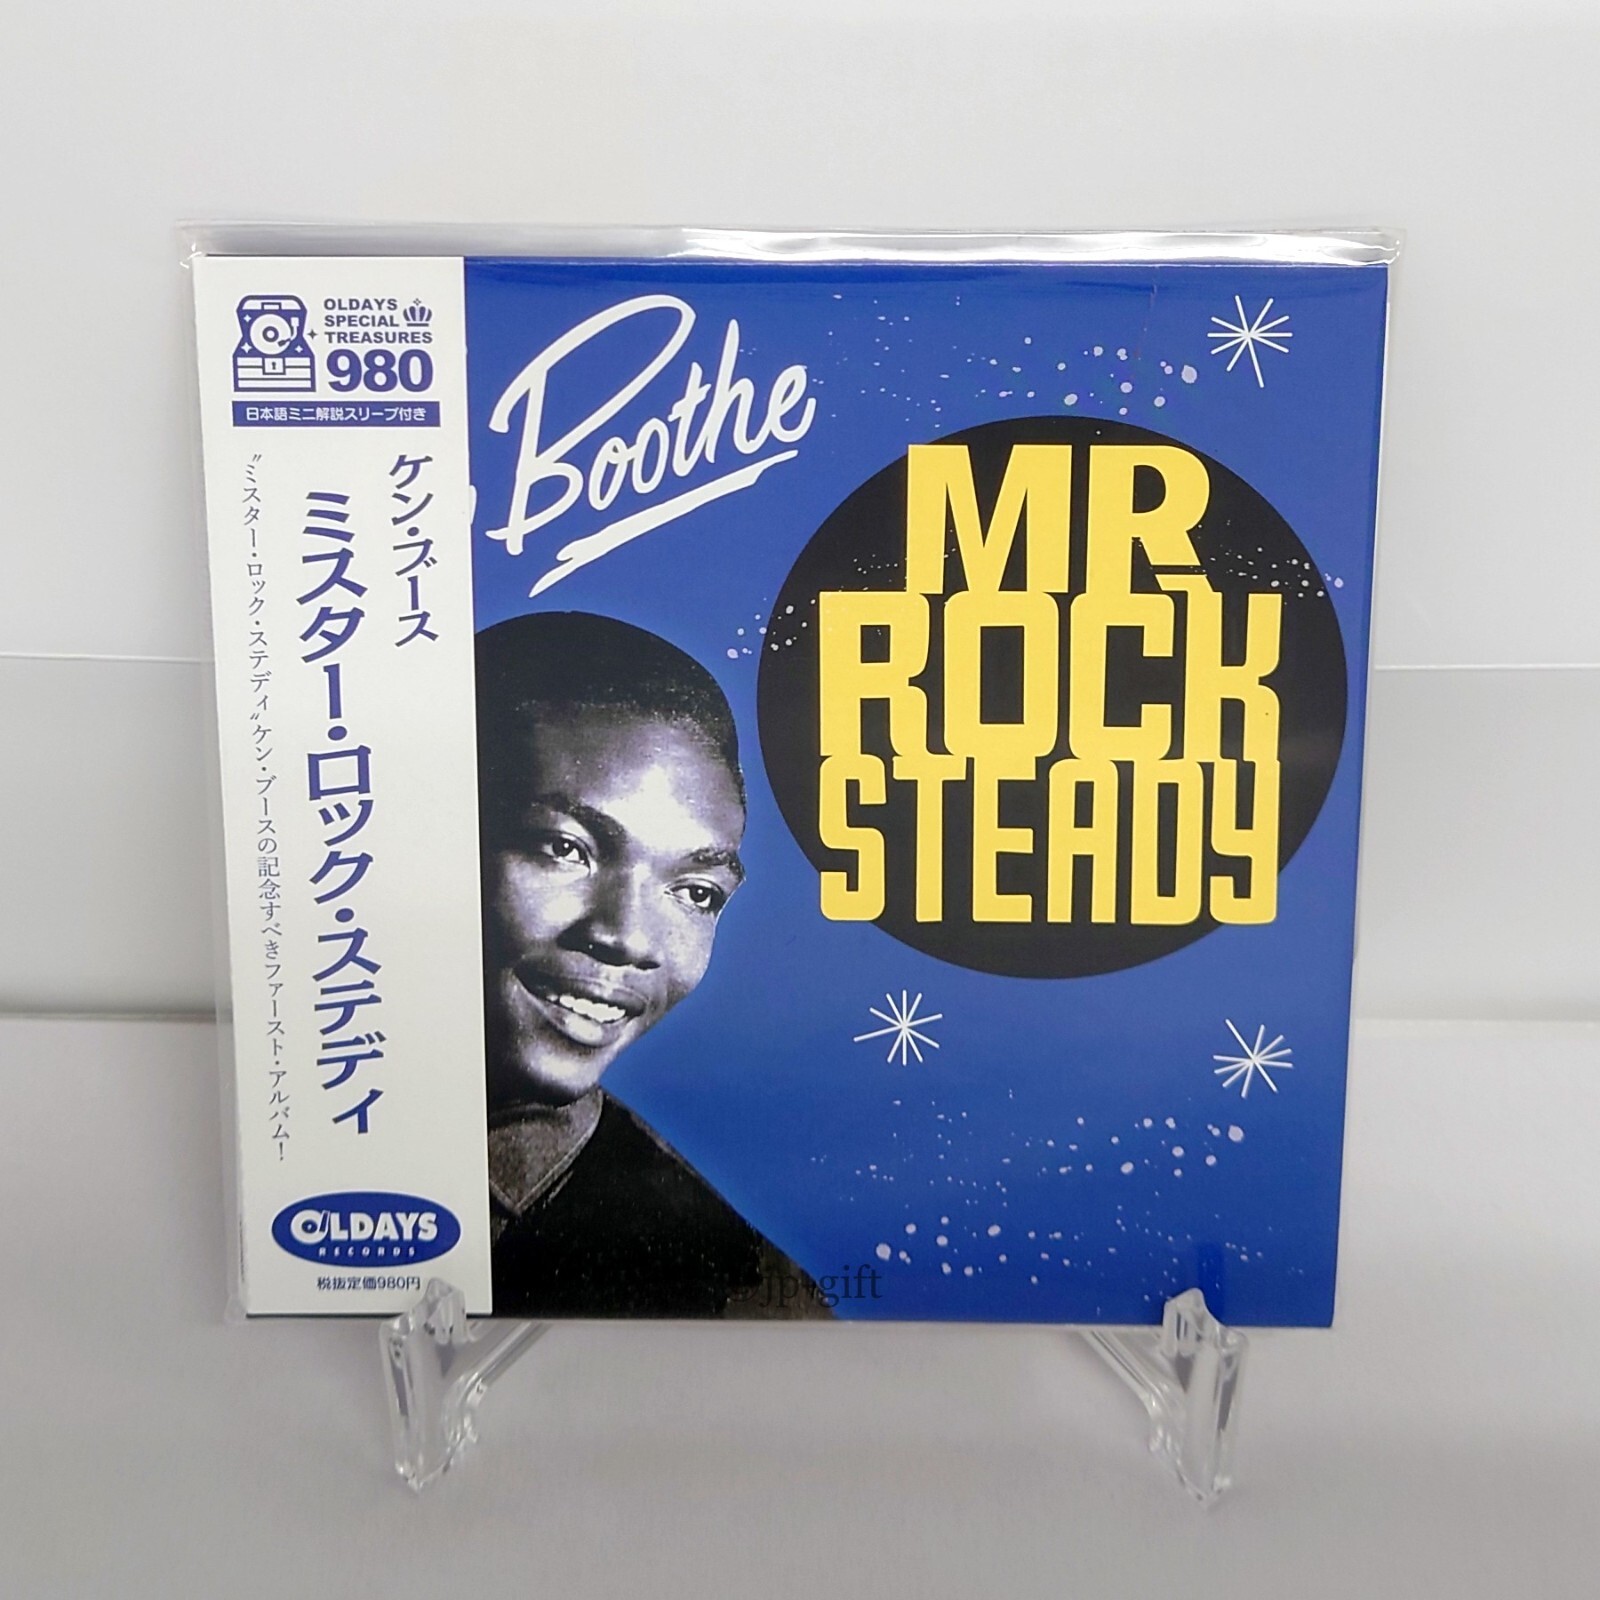 OLDAYS
SPECIAL
TREASURES
980
日本語ミニ解説スリーブ付き
ケン・ブース
ミスター・ロック・ステディ
"ミスター・ロック・ステディ"ケン・ブースの記念すべきファースト・アルバム!
OLDAYS
RECORDS
税抜定価980円
Boothe
MR.
ROCK
STEADY
jp-gift